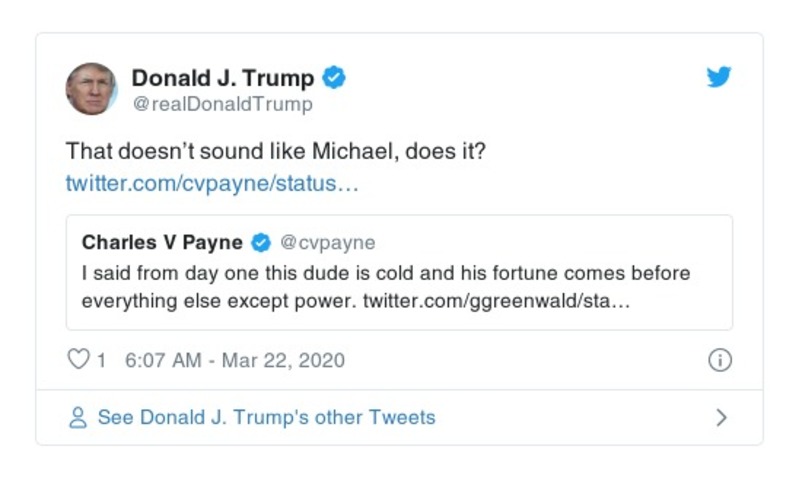 Donald J. Trump
@realDonaldTrump
That doesn’t sound like Michael, does it?
twitter.com/cvpayne/status…
Charles V Payne @cvpayne
I said from day one this dude is cold and his fortune comes before
everything else except power. twitter.com/ggreenwald/sta…
1 6:07 AM - Mar 22, 2020
See Donald J. Trump's other Tweets